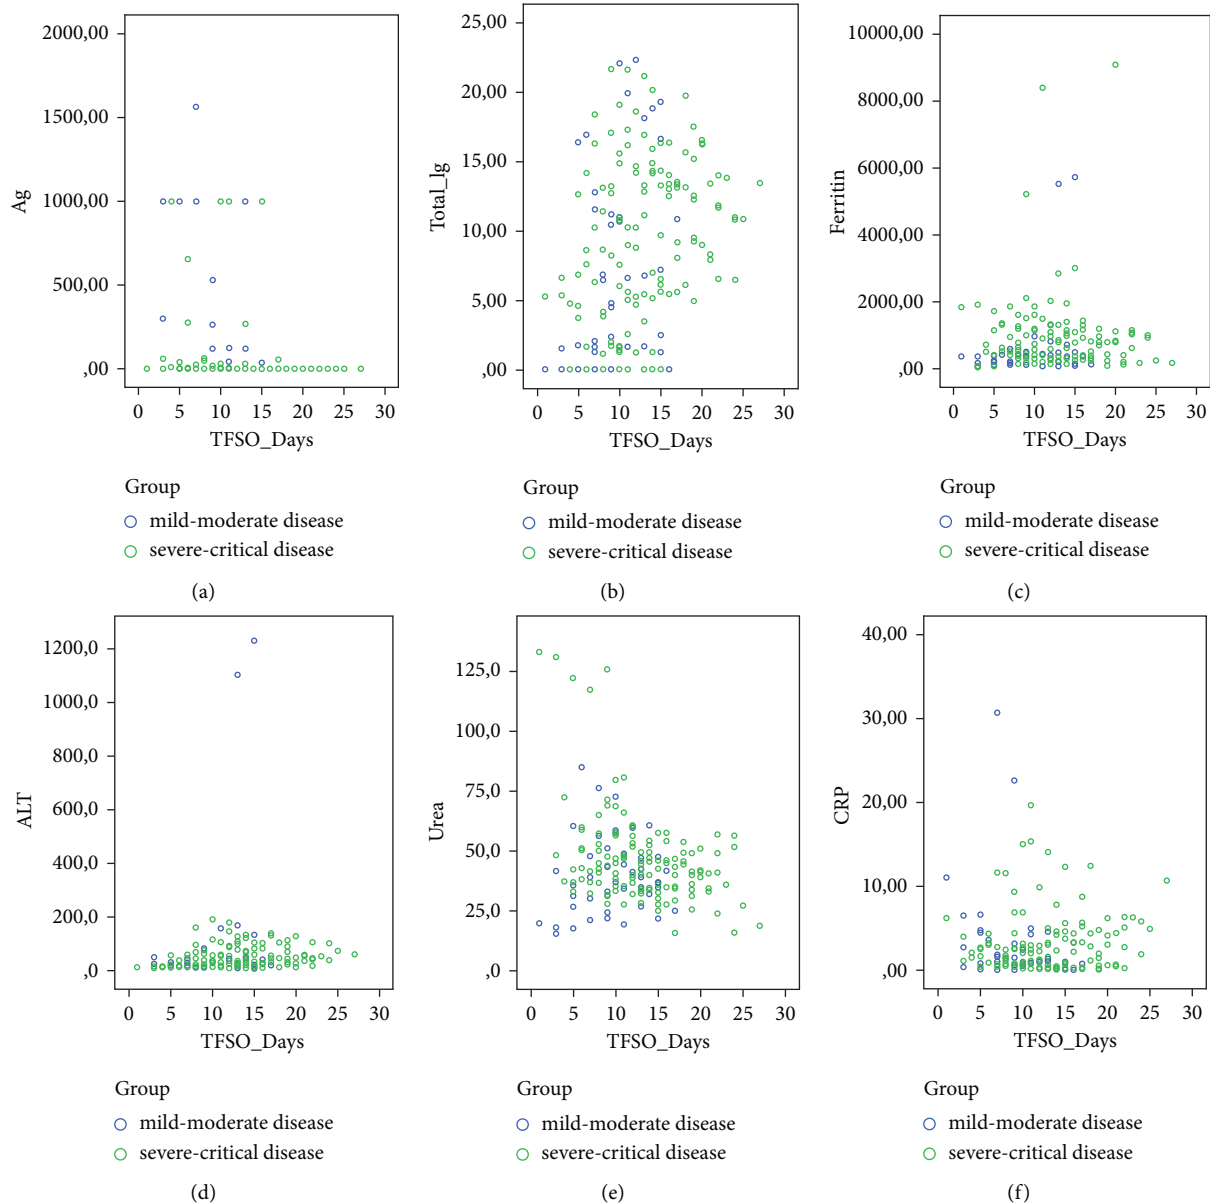 2000,00
1500,00
1000,00
500,00
,00
Ag
0 5 10 15 20 25 30
TFSO_Days
Group
mild-moderate disease
severe-critical disease
(a)
25,00
20,00
15,00
10,00
5,00
,00
Total_lg
0 5 10 15 20 25 30
TFSO_Days
Group
mild-moderate disease
severe-critical disease
(b)
10000,00
8000,00
6000,00
4000,00
2000,00
,00
Ferritin
0 5 10 15 20 25 30
TFSO_Days
Group
mild-moderate disease
severe-critical disease
(c)
1200,0
1000,0
800,0
600,0
400,0
200,0
,0
ALT
0 5 10 15 20 25 30
TFSO_Days
Group
mild-moderate disease
severe-critical disease
(d)
125,0
100,0
75,0
50,0
25,0
,0
Urea
0 5 10 15 20 25 30
TFSO_Days
Group
mild-moderate disease
severe-critical disease
(e)
40,00
30,00
20,00
10,00
,00
CRP
0 5 10 15 20 25 30
TFSO_Days
Group
mild-moderate disease
severe-critical disease
(f)